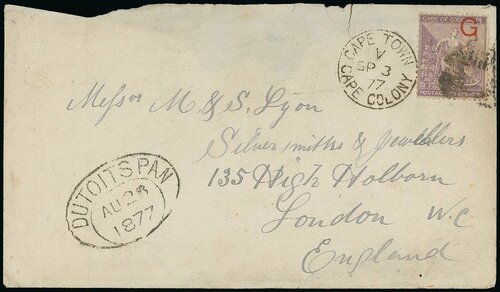 G
CAPE OF GOOD HOPE
POSTAGE
CAPE TOWN
V
SP 3
77
CAPE COLONY
Messrs M. & S. Lyon
Silversmiths & Jewellers
135 High Holborn
London W.C
England
DUTOITSPAN
AU 28
1877